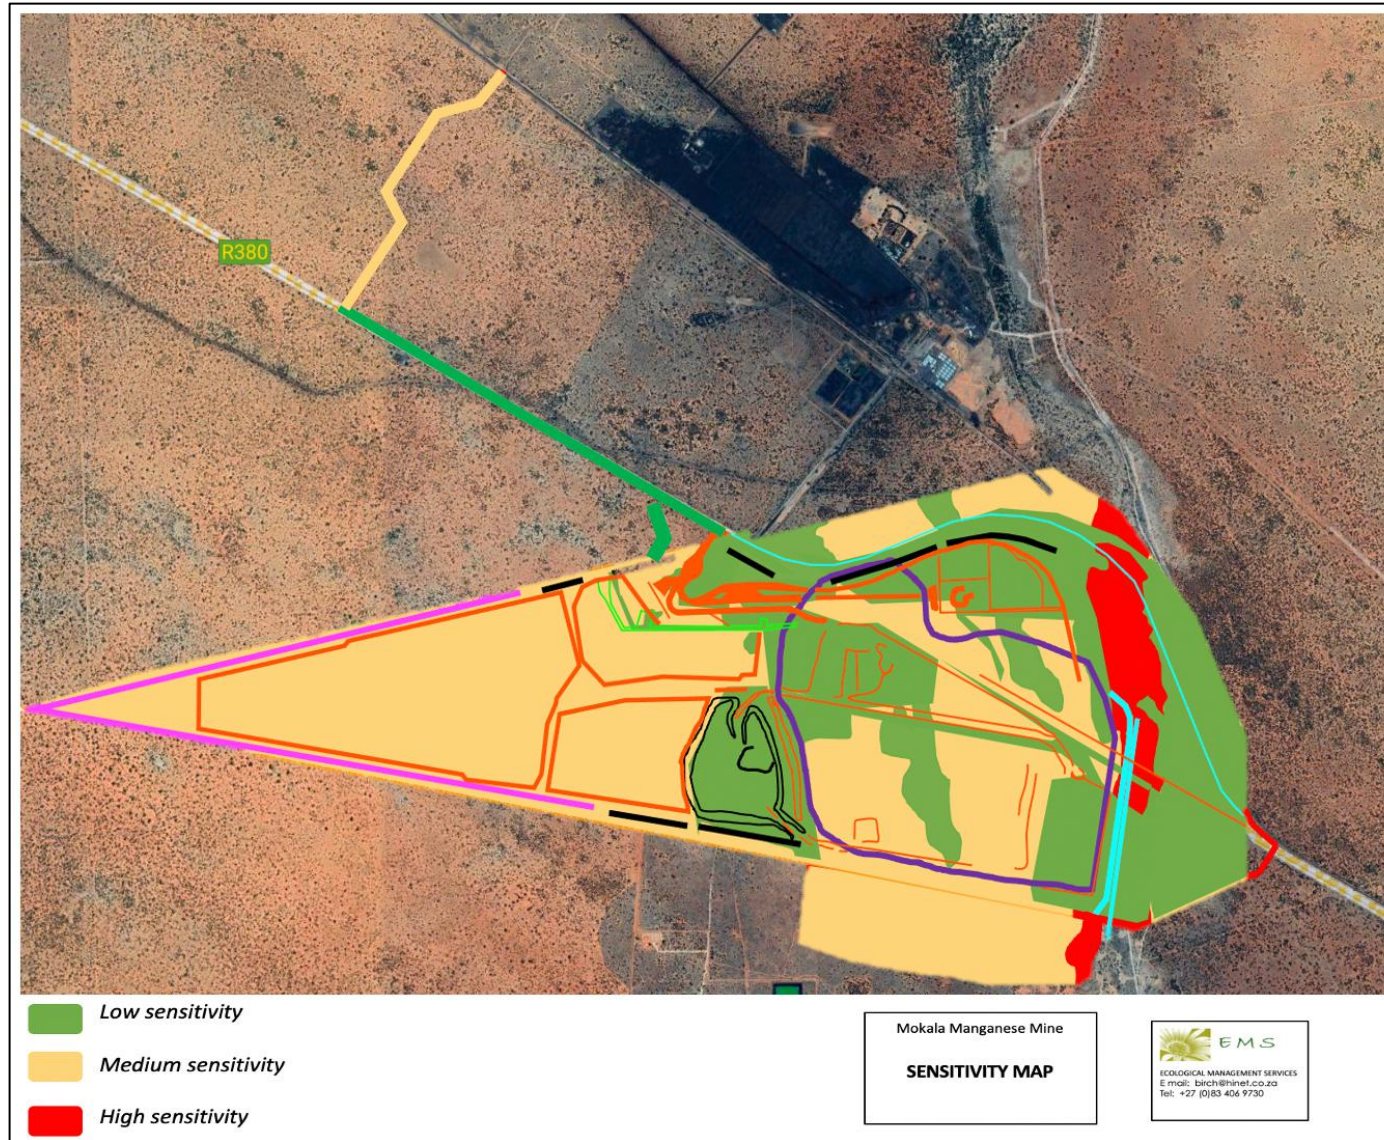 R380
Low sensitivity
Medium sensitivity
High sensitivity
Mokala Manganese Mine
SENSITIVITY MAP
E M S
ECOLOGICAL MANAGEMENT SERVICES
E mail: birch@hinet.co.za
Tel: +27 (0)83 406 9730